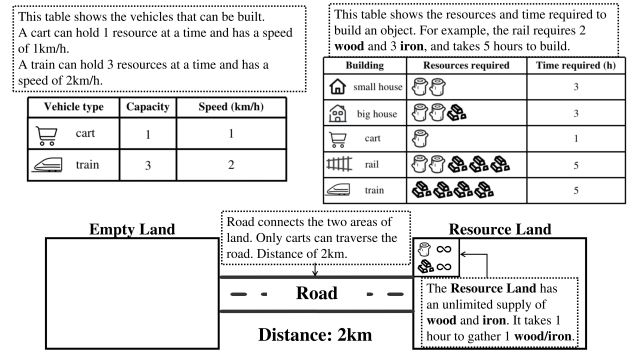 This table shows the vehicles that can be built.
A cart can hold 1 resource at a time and has a speed
of 1km/h.
A train can hold 3 resources at a time and has a
speed of 2km/h.
Vehicle type Capacity Speed (km/h)
cart 1 1
train 3 2
This table shows the resources and time required to
build an object. For example, the rail requires 2
wood and 3 iron, and takes 5 hours to build.
Building Resources required Time required (h)
small house 3
big house 3
cart 1
rail 5
train 5
Empty Land
Road connects the two areas of
land. Only carts can traverse the
road. Distance of 2km.
Road
Distance: 2km
Resource Land
∞
∞
The Resource Land has
an unlimited supply of
wood and iron. It takes 1
hour to gather 1 wood/iron.